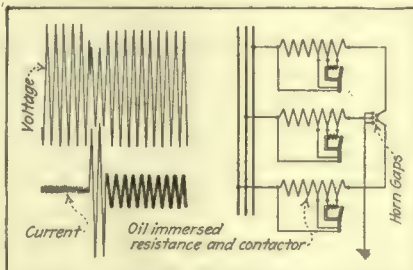 Voltage
Current
Oil immersed
resistance and contactor
Horn Gaps